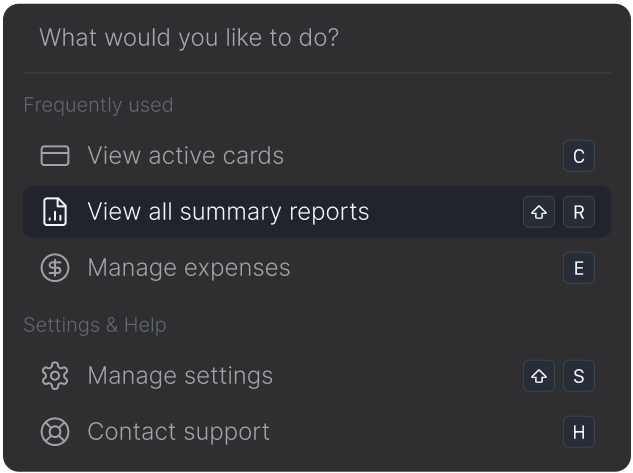 What would you like to do?
Frequently used
View active cards C
View all summary reports ⇧ R
Manage expenses E
Settings & Help
Manage settings ⇧ S
Contact support H